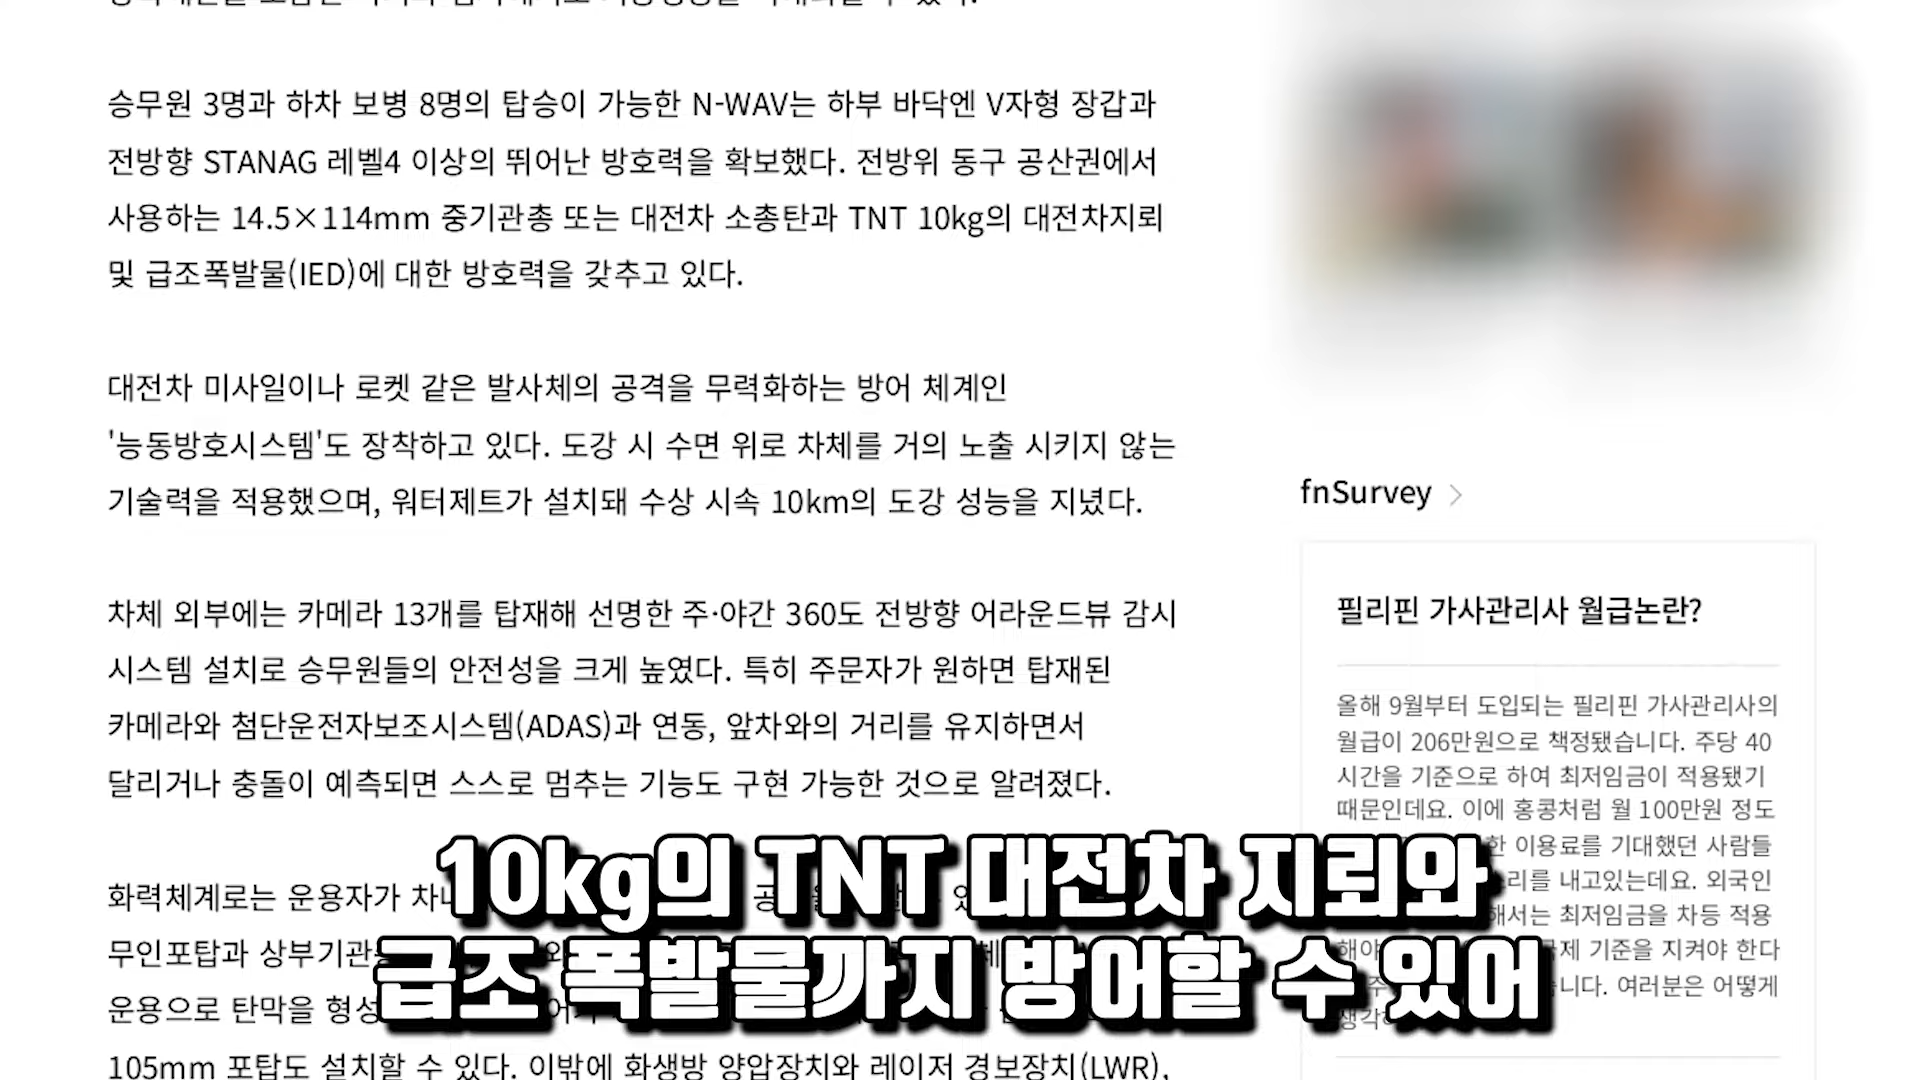 승무원 3명과 하차 보병 8명의 탑승이 가능한 N-WAV는 하부 바닥엔 V자형 장갑과
전방향 STANAG 레벨4 이상의 뛰어난 방호력을 확보했다. 전방위 동구 공산권에서
사용하는 14.5×114mm 중기관총 또는 대전차 소총탄과 TNT 10kg의 대전차지뢰
및 급조폭발물(IED)에 대한 방호력을 갖추고 있다.
대전차 미사일이나 로켓 같은 발사체의 공격을 무력화하는 방어 체계인
'능동방호시스템'도 장착하고 있다. 도강 시 수면 위로 차체를 거의 노출 시키지 않는
기술력을 적용했으며, 워터제트가 설치돼 수상 시속 10km의 도강 성능을 지녔다.
차체 외부에는 카메라 13개를 탑재해 선명한 주·야간 360도 전방향 어라운드뷰 감시
시스템 설치로 승무원들의 안전성을 크게 높였다. 특히 주문자가 원하면 탑재된
카메라와 첨단운전자보조시스템(ADAS)과 연동, 앞차와의 거리를 유지하면서
달리거나 충돌이 예측되면 스스로 멈추는 기능도 구현 가능한 것으로 알려졌다.
화력체계로는 운용자가
무인포탑과
운용으로 탄막을
105mm 포탑도 설치할 수 있다. 이밖에 화생방 양압장치와 레이저 경보장치(LWR),
fnSurvey
필리핀 가사관리사 월급논란?
올해 9월부터 도입되는 필리핀 가사관리사의
월급이 206만원으로 책정됐습니다. 주당 40
시간을 기준으로 하여 최저임금이 적용됐기
때문인데요. 이에 홍콩처럼 월 100만원 정도
이용료를 기대했던 사람들
내고있는데요. 외국인
최저임금을 차등 적용
기준을 지켜야 한다
여러분은 어떻게
10kg의 TNT 대전차 지뢰와
급조 폭발물까지 방어할 수 있어